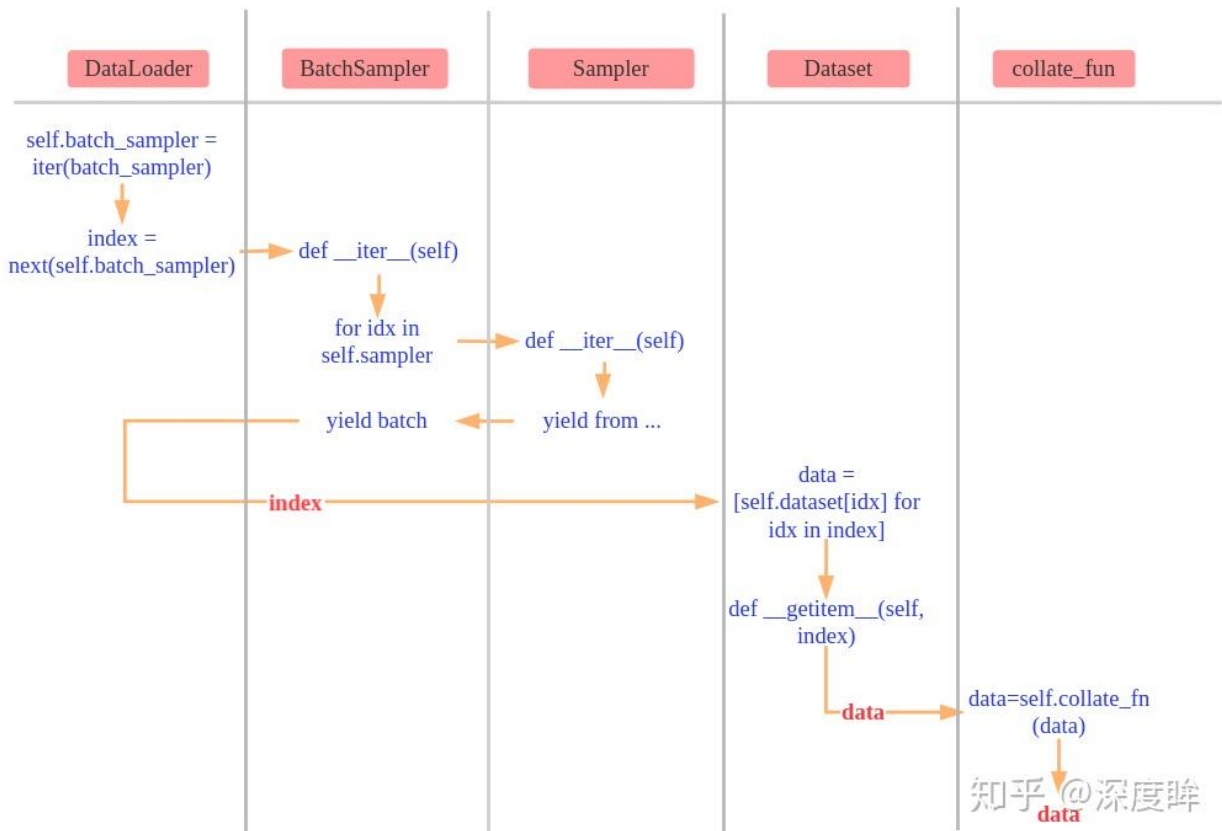 DataLoader
BatchSampler
Sampler
Dataset
collate_fun
self.batch_sampler =
iter(batch_sampler)
index =
next(self.batch_sampler)
def __iter__(self)
for idx in
self.sampler
def __iter__(self)
yield batch
yield from ...
index
data =
[self.dataset[idx] for
idx in index]
def __getitem__(self,
index)
data
data=self.collate_fn
(data)
data
知乎 @深度眸